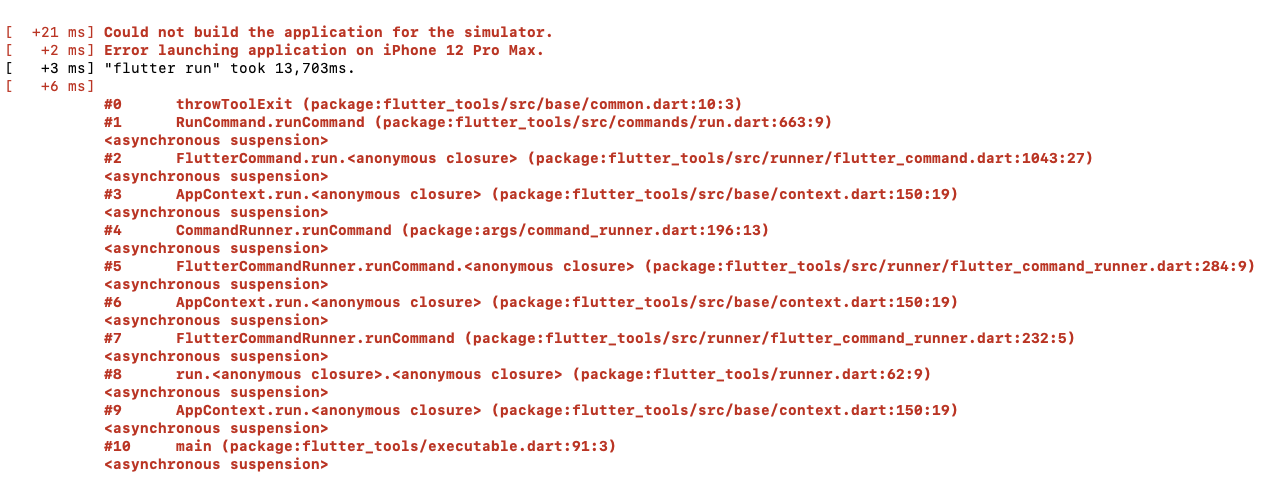 [  +21 ms] Could not build the application for the simulator.
[   +2 ms] Error launching application on iPhone 12 Pro Max.
[   +3 ms] "flutter run" took 13,703ms.
[   +6 ms]
           #0      throwToolExit (package:flutter_tools/src/base/common.dart:10:3)
           #1      RunCommand.runCommand (package:flutter_tools/src/commands/run.dart:663:9)
           <asynchronous suspension>
           #2      FlutterCommand.run.<anonymous closure> (package:flutter_tools/src/runner/flutter_command.dart:1043:27)
           <asynchronous suspension>
           #3      AppContext.run.<anonymous closure> (package:flutter_tools/src/base/context.dart:150:19)
           <asynchronous suspension>
           #4      CommandRunner.runCommand (package:args/command_runner.dart:196:13)
           <asynchronous suspension>
           #5      FlutterCommandRunner.runCommand.<anonymous closure> (package:flutter_tools/src/runner/flutter_command_runner.dart:284:9)
           <asynchronous suspension>
           #6      AppContext.run.<anonymous closure> (package:flutter_tools/src/base/context.dart:150:19)
           <asynchronous suspension>
           #7      FlutterCommandRunner.runCommand (package:flutter_tools/src/runner/flutter_command_runner.dart:232:5)
           <asynchronous suspension>
           #8      run.<anonymous closure>.<anonymous closure> (package:flutter_tools/runner.dart:62:9)
           <asynchronous suspension>
           #9      AppContext.run.<anonymous closure> (package:flutter_tools/src/base/context.dart:150:19)
           <asynchronous suspension>
           #10     main (package:flutter_tools/executable.dart:91:3)
           <asynchronous suspension>